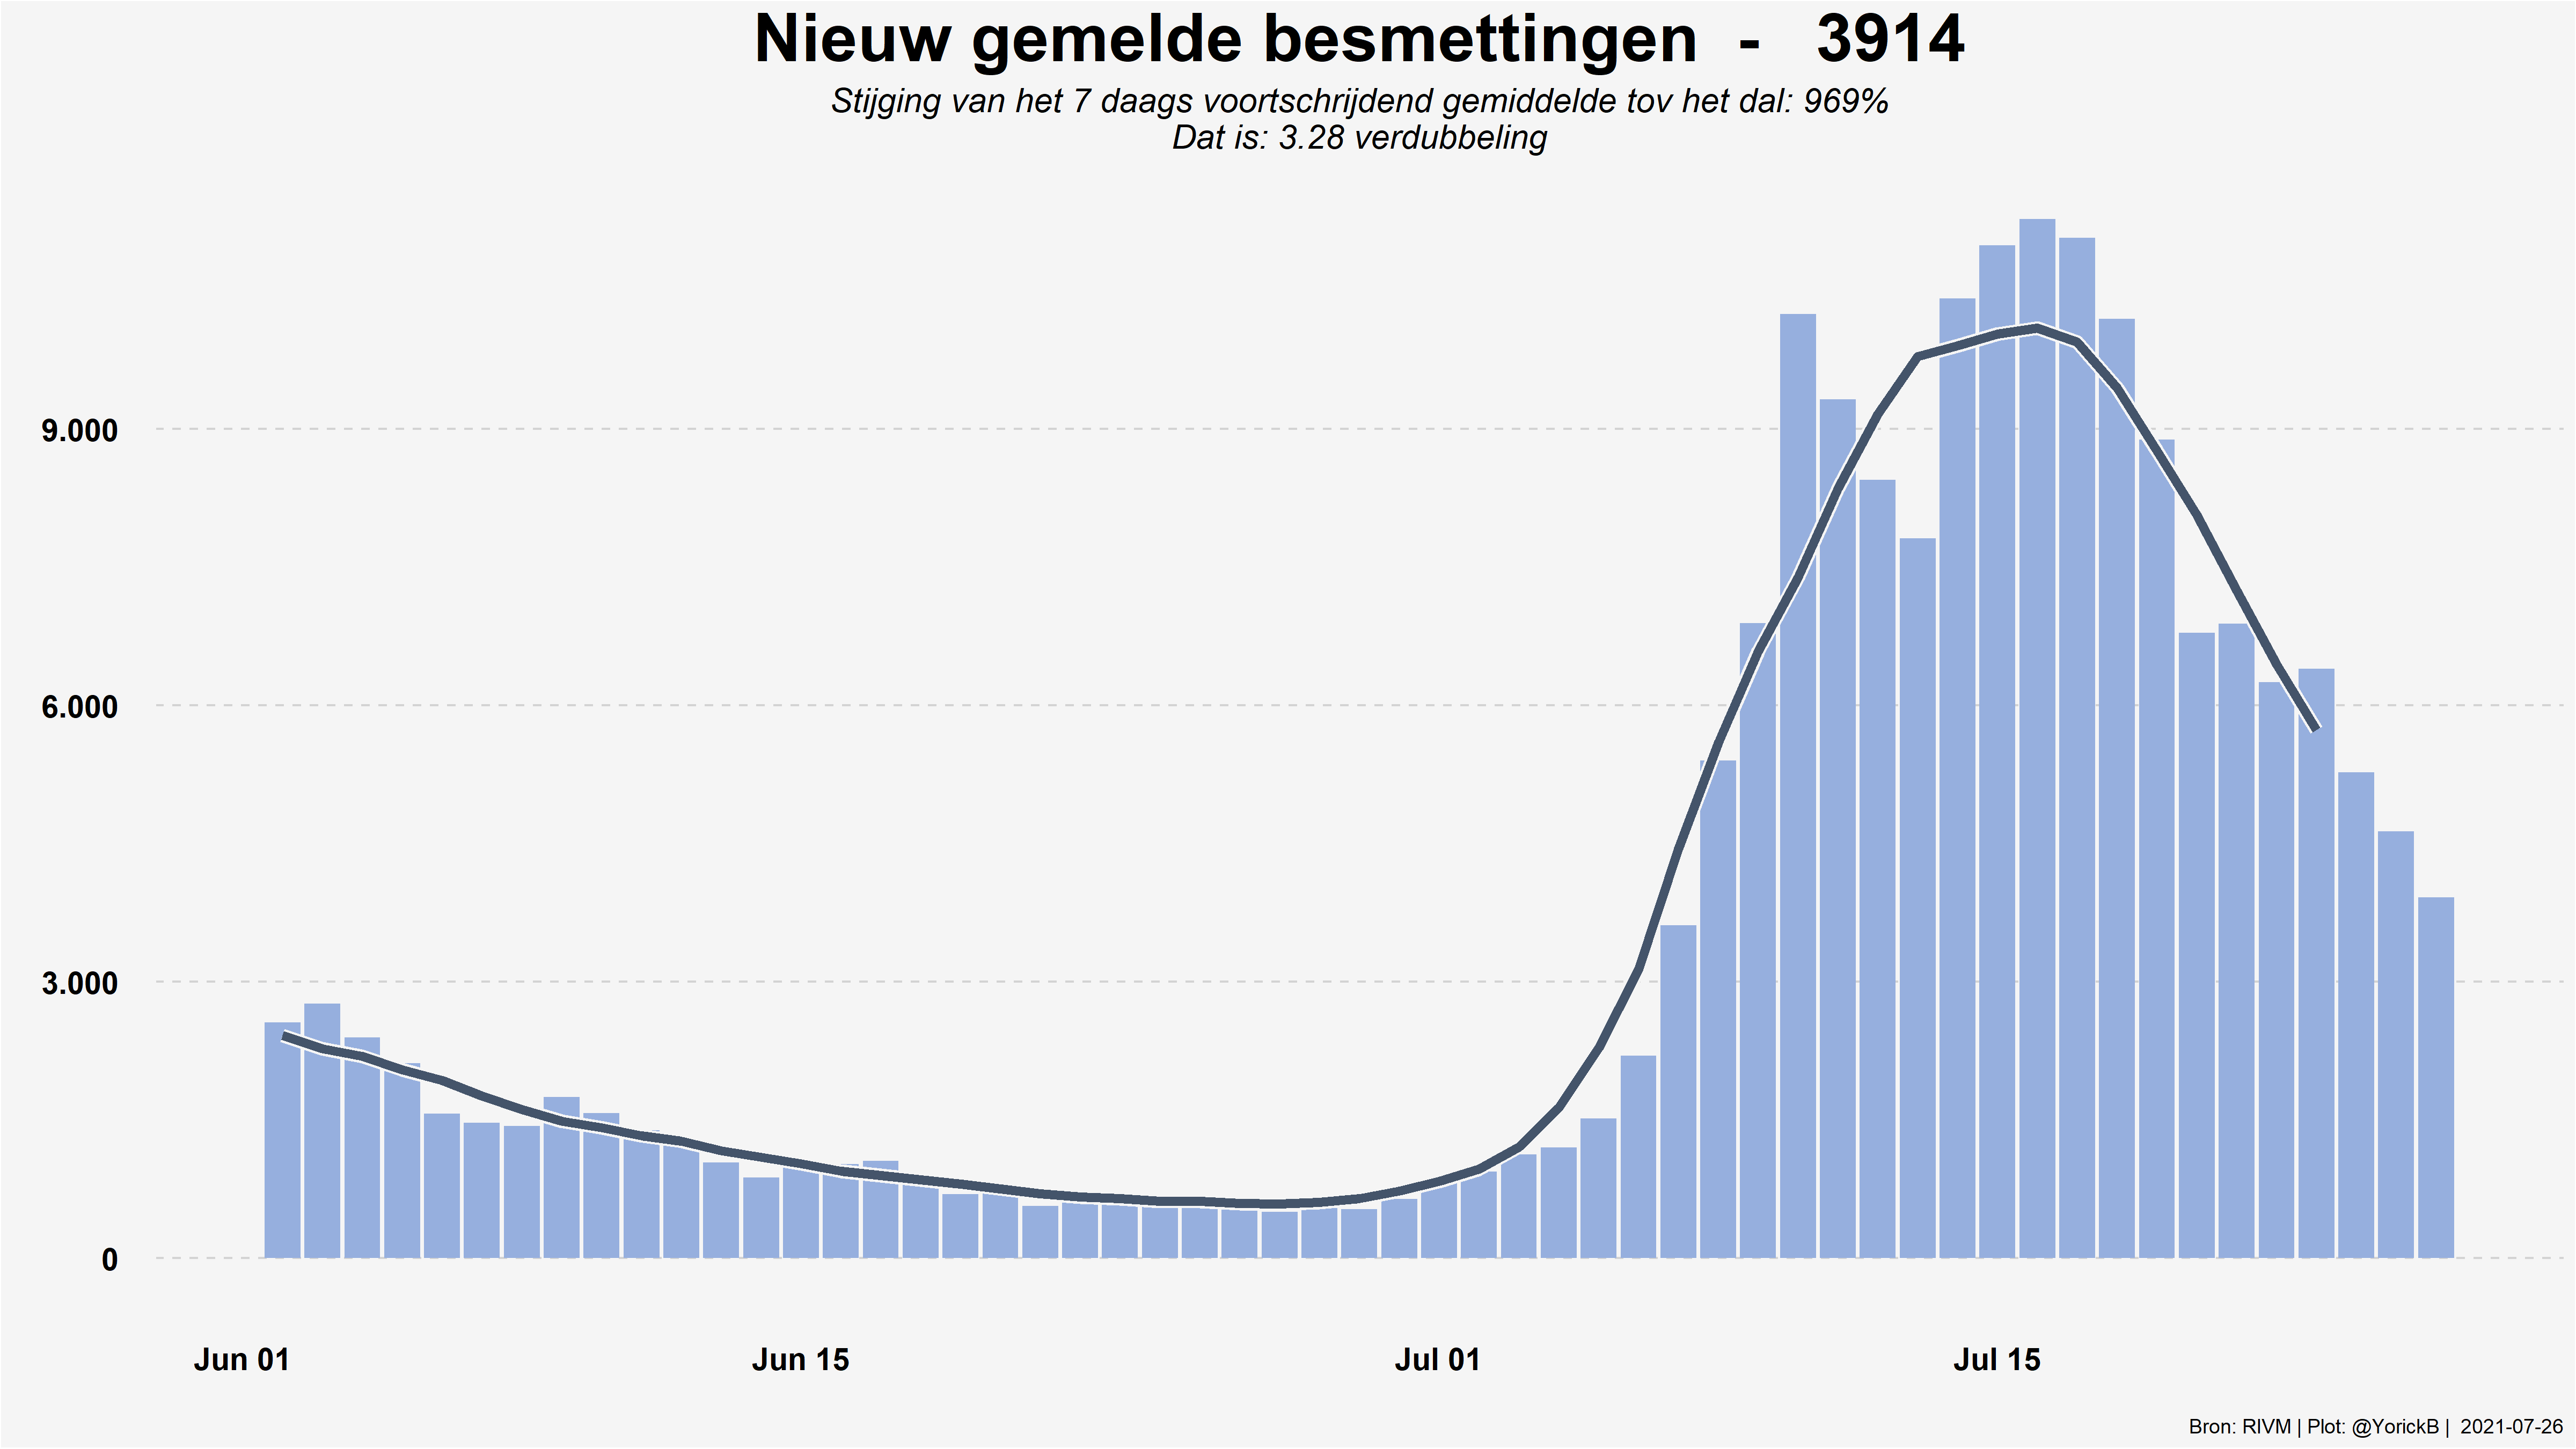 Nieuw gemelde besmettingen - 3914
Stijging van het 7 daags voortschrijdend gemiddelde tov het dal: 969%
Dat is: 3.28 verdubbeling
9.000
6.000
3.000
0
Jun 01
Jun 15
Jul 01
Jul 15
Bron: RIVM | Plot: @YorickB | 2021-07-26